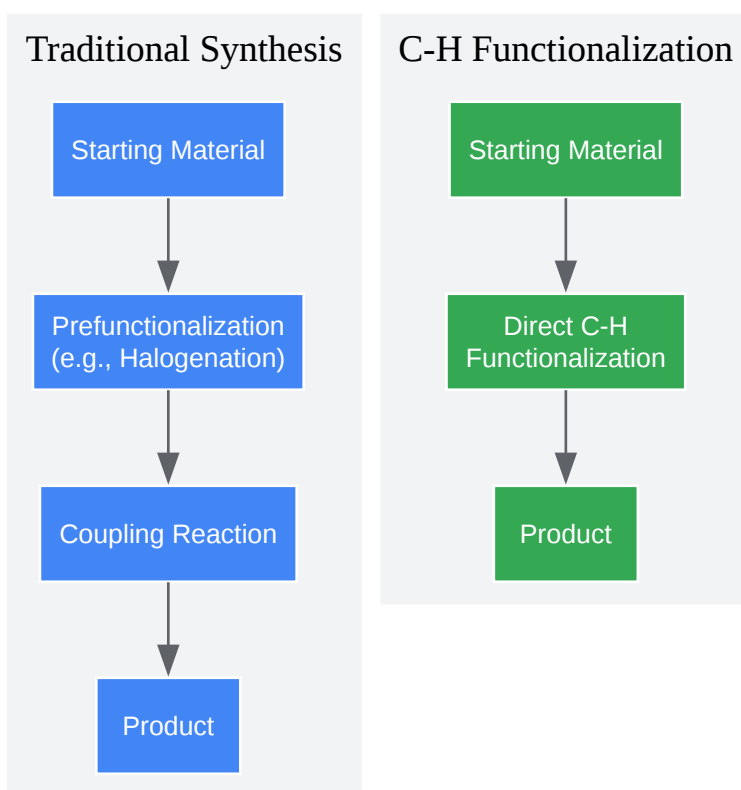 Traditional Synthesis
Starting Material
Prefunctionalization
(e.g., Halogenation)
Coupling Reaction
Product
C-H Functionalization
Starting Material
Direct C-H
Functionalization
Product